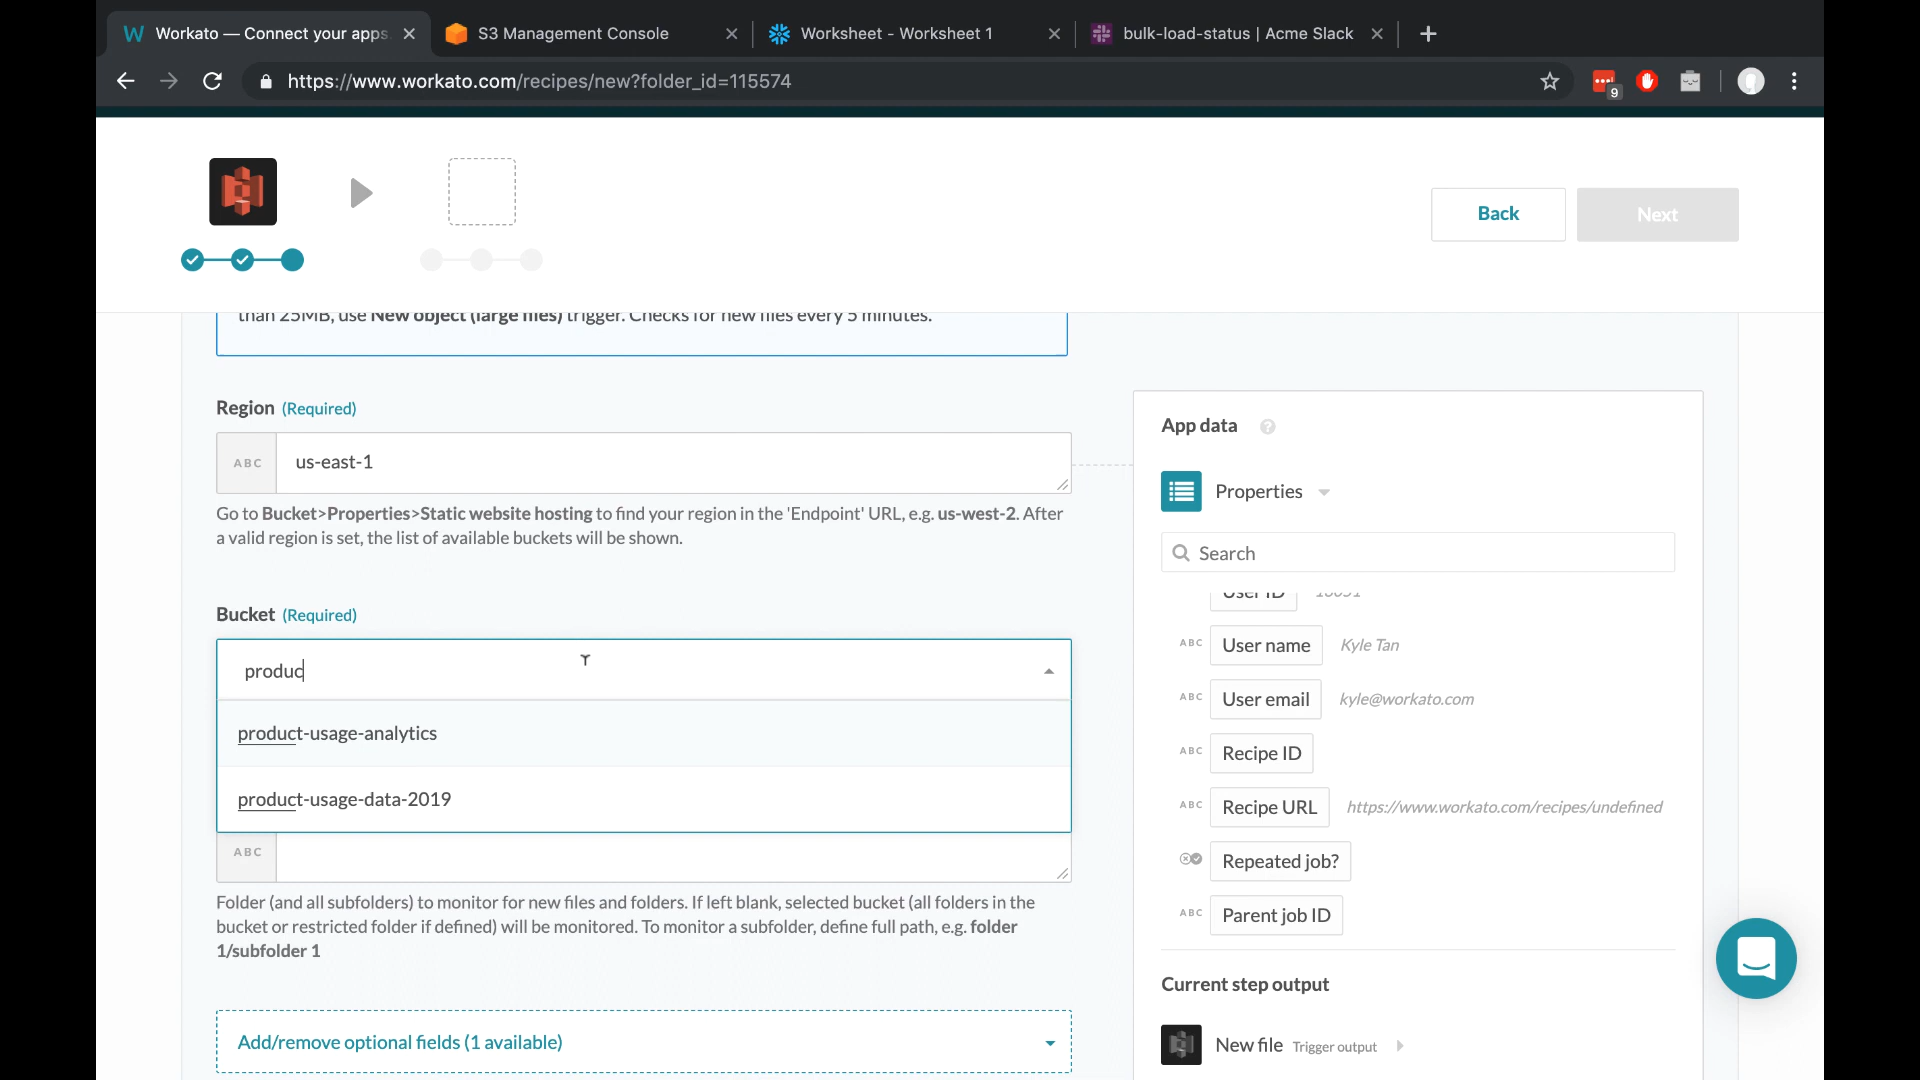 Workato — Connect your apps
S3 Management Console
Worksheet - Worksheet 1
bulk-load-status | Acme Slack
https://www.workato.com/recipes/new?folder_id=115574
9
Back
Next
than 25MB, use New object (large files) trigger. Checks for new files every 5 minutes.
Region (Required)
ABC
us-east-1
Go to Bucket>Properties>Static website hosting to find your region in the 'Endpoint' URL, e.g. us-west-2. After
a valid region is set, the list of available buckets will be shown.
Bucket (Required)
produc
product-usage-analytics
product-usage-data-2019
ABC
Folder (and all subfolders) to monitor for new files and folders. If left blank, selected bucket (all folders in the
bucket or restricted folder if defined) will be monitored. To monitor a subfolder, define full path, e.g. folder
1/subfolder 1
Add/remove optional fields (1 available)
App data ?
Properties
Search
User ID
ABC User name Kyle Tan
ABC User email kyle@workato.com
ABC Recipe ID
ABC Recipe URL https://www.workato.com/recipes/undefined
Repeated job?
ABC Parent job ID
Current step output
New file Trigger output